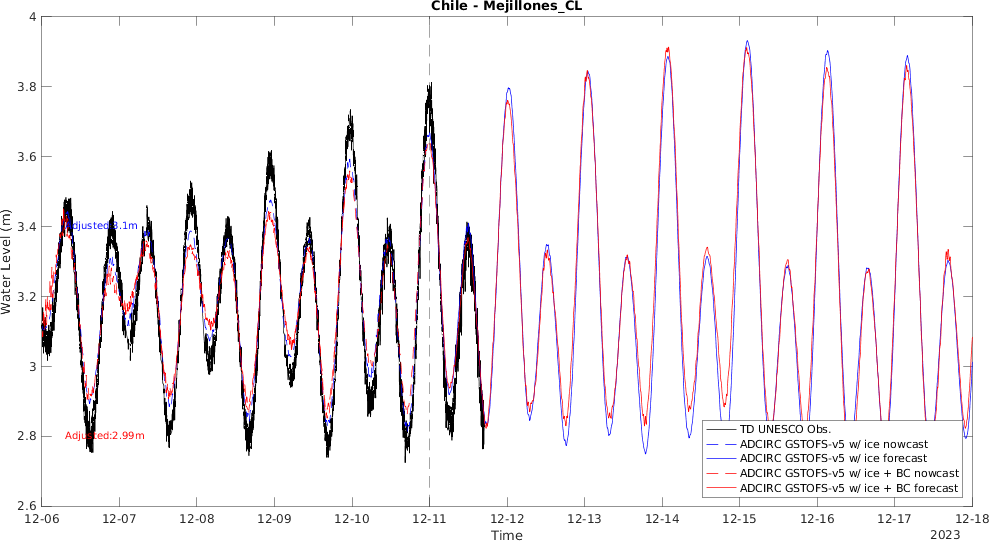 Chile - Mejillones_CL
4
3.8
3.6
3.4
3.2
3
2.8
2.6
Water Level (m)
Adjusted:3.1m
Adjusted:2.99m
TD UNESCO Obs.
ADCIRC GSTOFS-v5 w/ ice nowcast
ADCIRC GSTOFS-v5 w/ ice forecast
ADCIRC GSTOFS-v5 w/ ice + BC nowcast
ADCIRC GSTOFS-v5 w/ ice + BC forecast
12-06 12-07 12-08 12-09 12-10 12-11 12-12 12-13 12-14 12-15 12-16 12-17 12-18
Time
2023